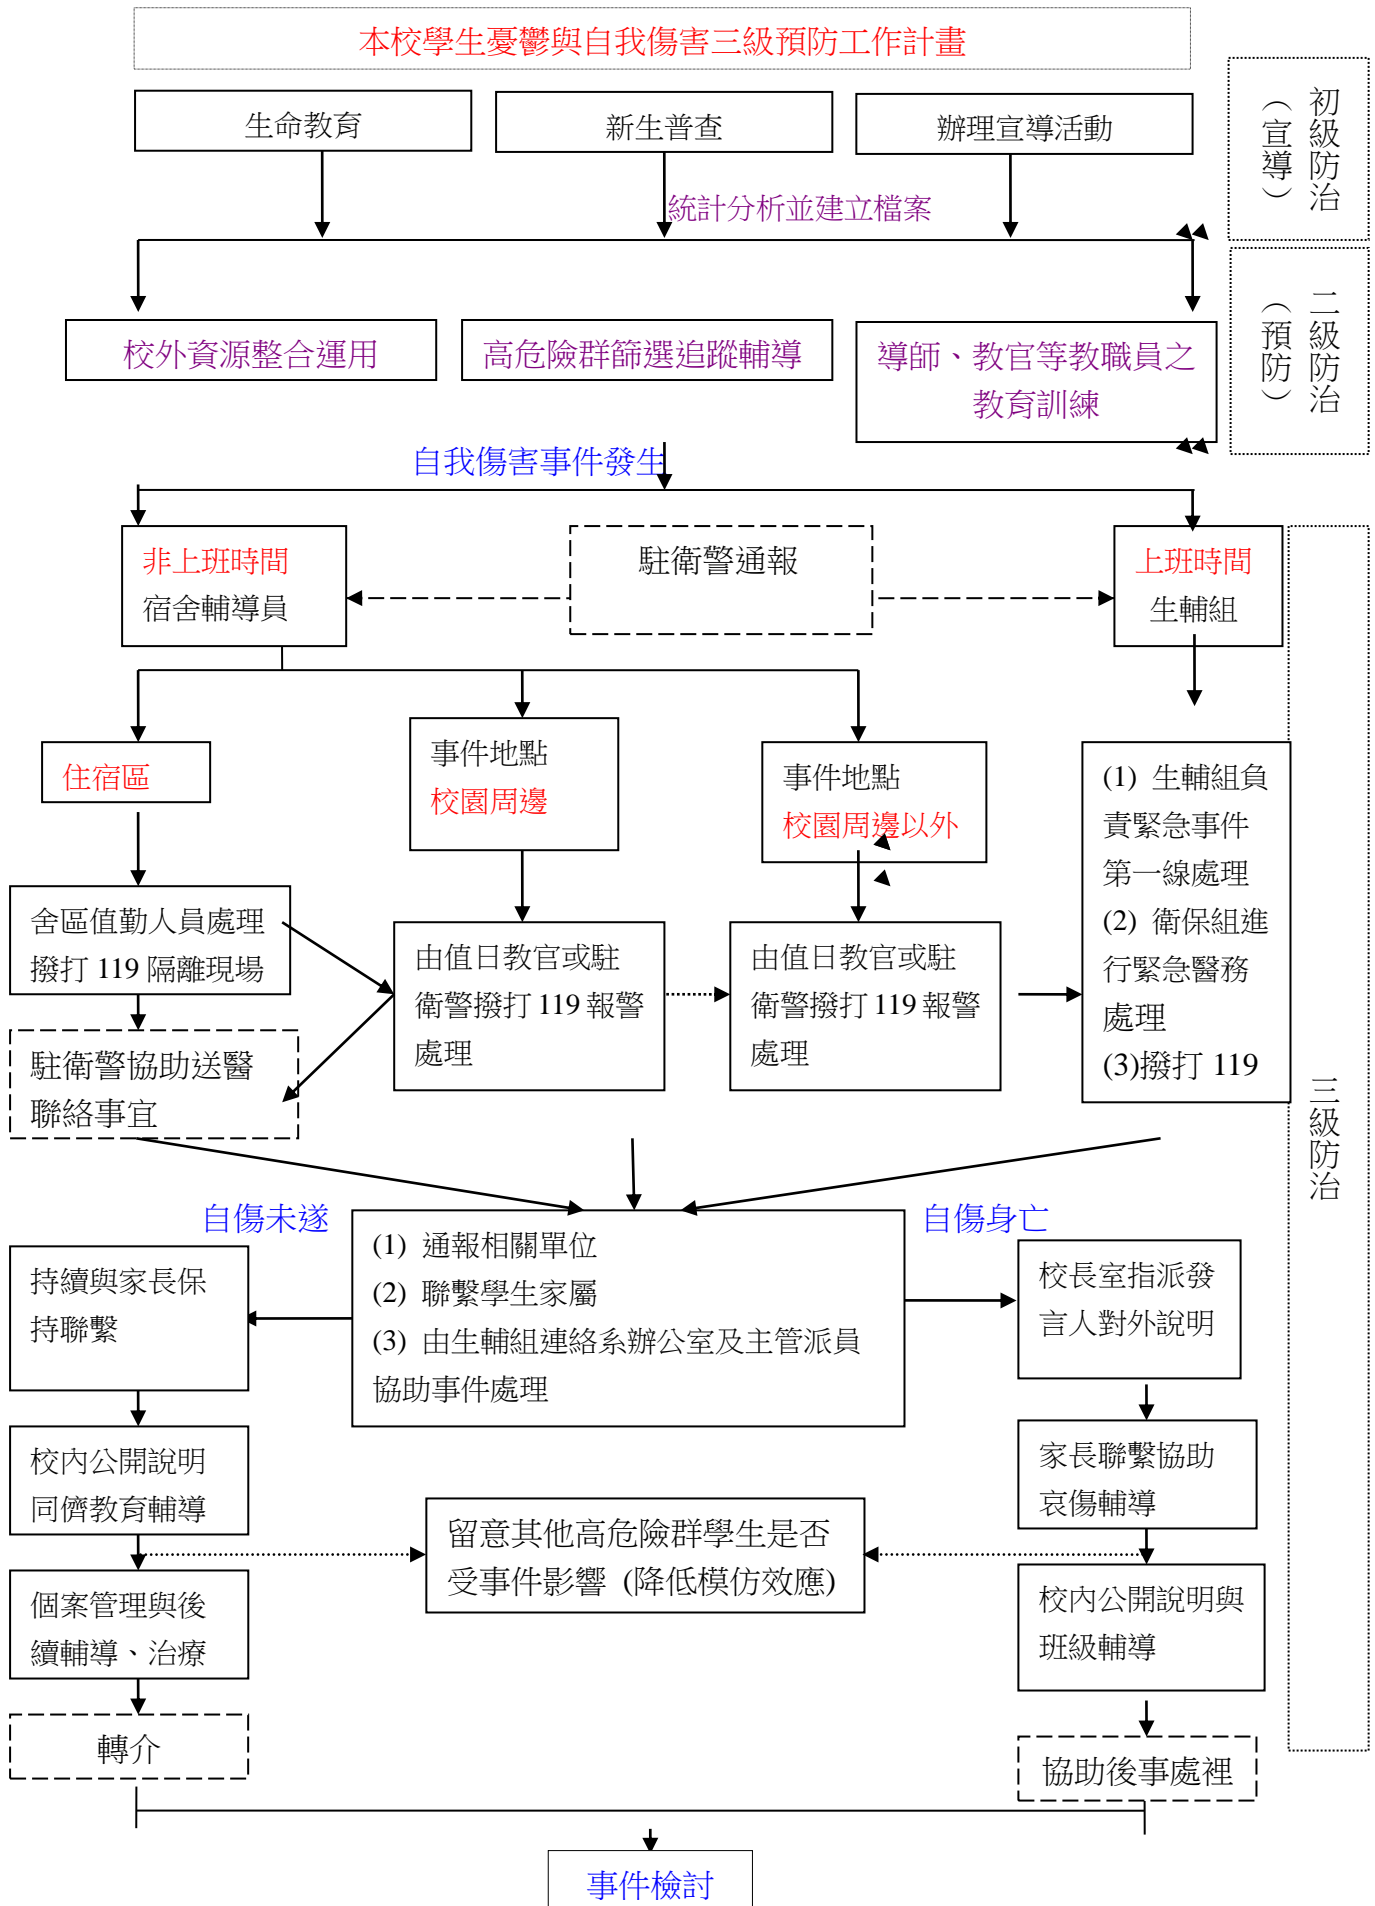 本校學生憂鬱與自我傷害三級預防工作計畫
初級防治
（宣導）
生命教育
新生普查
辦理宣導活動
統計分析並建立檔案
二級防治
（預防）
校外資源整合運用
高危險群篩選追蹤輔導
導師、教官等教職員之
教育訓練
自我傷害事件發生
非上班時間
宿舍輔導員
駐衛警通報
上班時間
生輔組
三級防治
住宿區
事件地點
校園周邊
事件地點
校園周邊以外
(1) 生輔組負
責緊急事件
第一線處理
(2) 衛保組進
行緊急醫務
處理
(3)撥打 119
舍區值勤人員處理
撥打 119 隔離現場
由值日教官或駐
衛警撥打 119 報警
處理
由值日教官或駐
衛警撥打 119 報警
處理
駐衛警協助送醫
聯絡事宜
自傷未遂
自傷身亡
(1) 通報相關單位
(2) 聯繫學生家屬
(3) 由生輔組連絡系辦公室及主管派員
協助事件處理
持續與家長保
持聯繫
校長室指派發
言人對外說明
校內公開說明
同儕教育輔導
家長聯繫協助
哀傷輔導
留意其他高危險群學生是否
受事件影響 (降低模仿效應)
個案管理與後
續輔導、治療
校內公開說明與
班級輔導
轉介
協助後事處裡
事件檢討